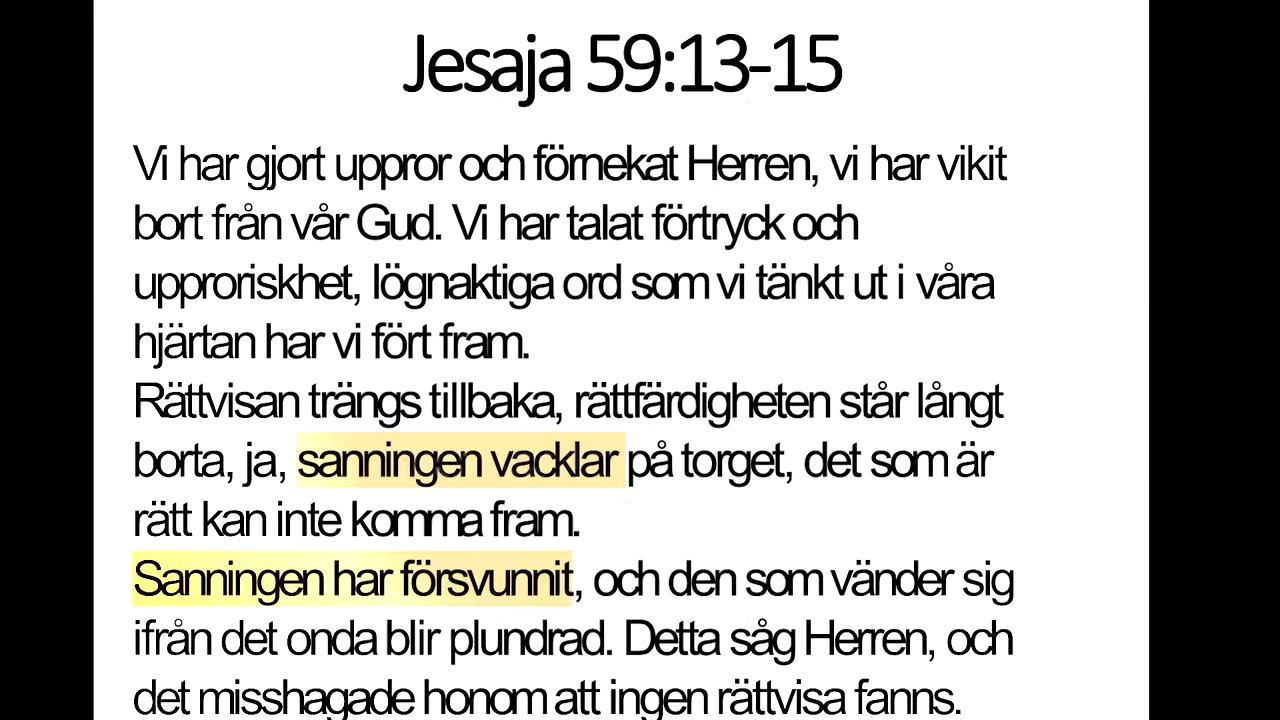 Jesaja 59:13-15
Vi har gjort uppror och förnekat Herren, vi har vikit
bort från vår Gud. Vi har talat förtryck och
upproriskhet, lögnaktiga ord som vi tänkt ut i våra
hjärtan har vi fört fram.
Rättvisan trängs tillbaka, rättfärdigheten står långt
borta, ja, sanningen vacklar på torget, det som är
rätt kan inte komma fram.
Sanningen har försvunnit, och den som vänder sig
ifrån det onda blir plundrad. Detta såg Herren, och
det misshagade honom att ingen rättvisa fanns.